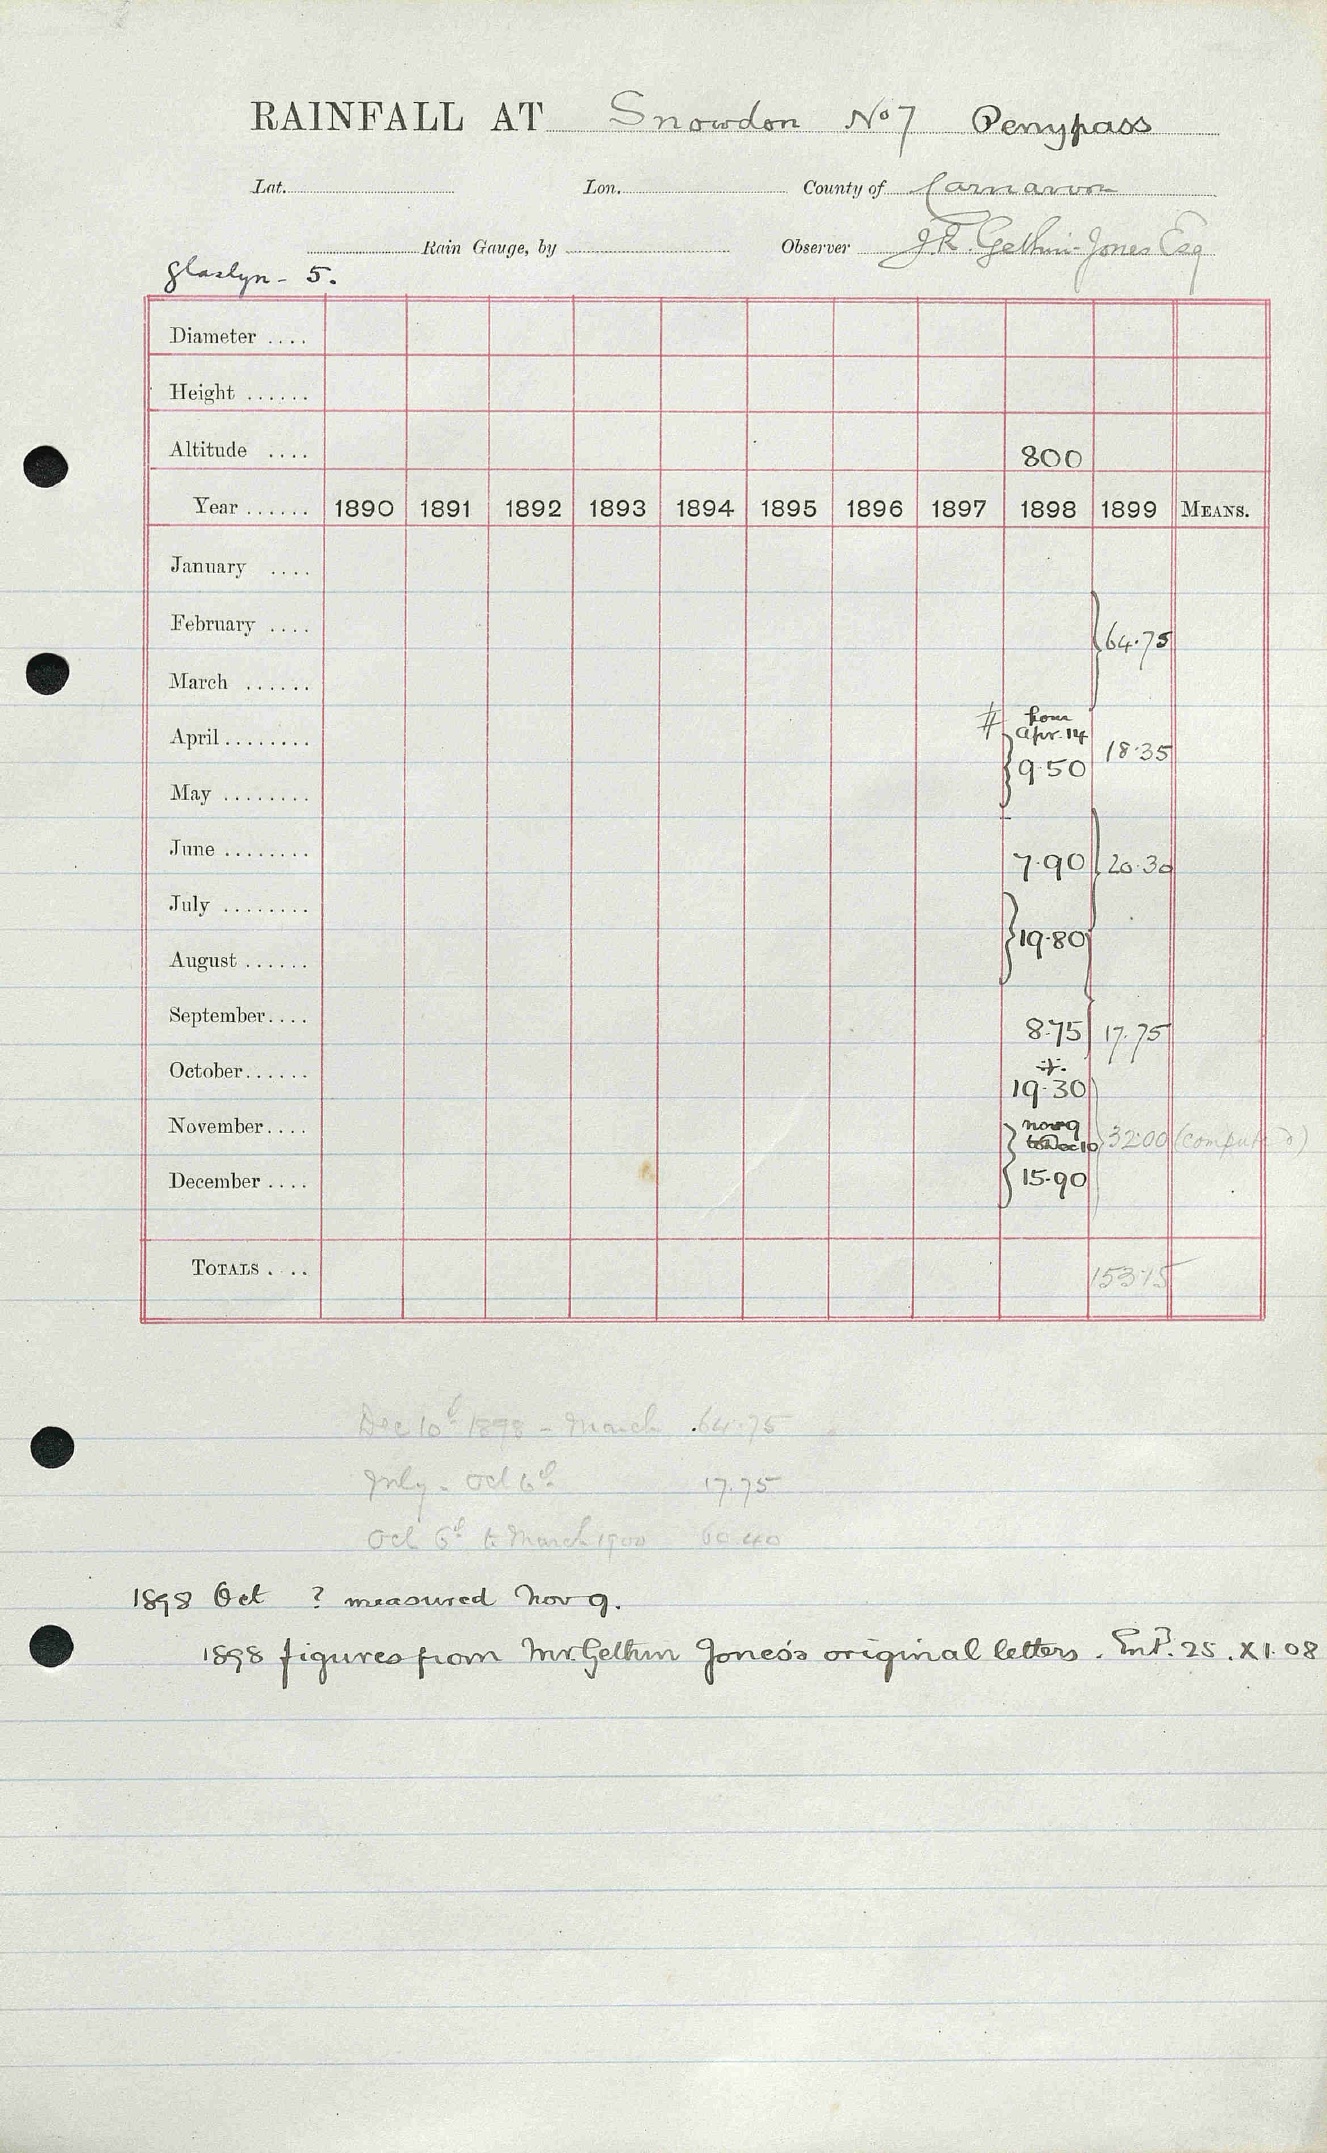 RAINFALL AT Snowdon No 7 Penypass
Lat. Lon. County of Carnarvon
Rain Gauge, by Observer J.R. Gethin-Jones Esq
Glaslyn - 5.
Diameter ....
Height ......
Altitude .... 800
Year ...... 1890 1891 1892 1893 1894 1895 1896 1897 1898 1899 MEANS.
January ....
February .... 64.75
March ......
# from
April ........ Apr. 14 18.35
9.50
May ........
June ........ 7.90 20.30
July ........
19.80
August ......
September.... 8.75 17.75
October......
19.30
November.... Nov 9
to Dec 10 32.00 (computed)
December .... 15.90
TOTALS .... 153.15
Dec 10th 1898 - March 64.75
July - Oct 6th 17.75
Oct 6th to March 1900 60.40
1898 Oct ? measured Nov 9.
1898 figures from Mr. Gethin Jones's original letters. Entd. 25. XI. 08